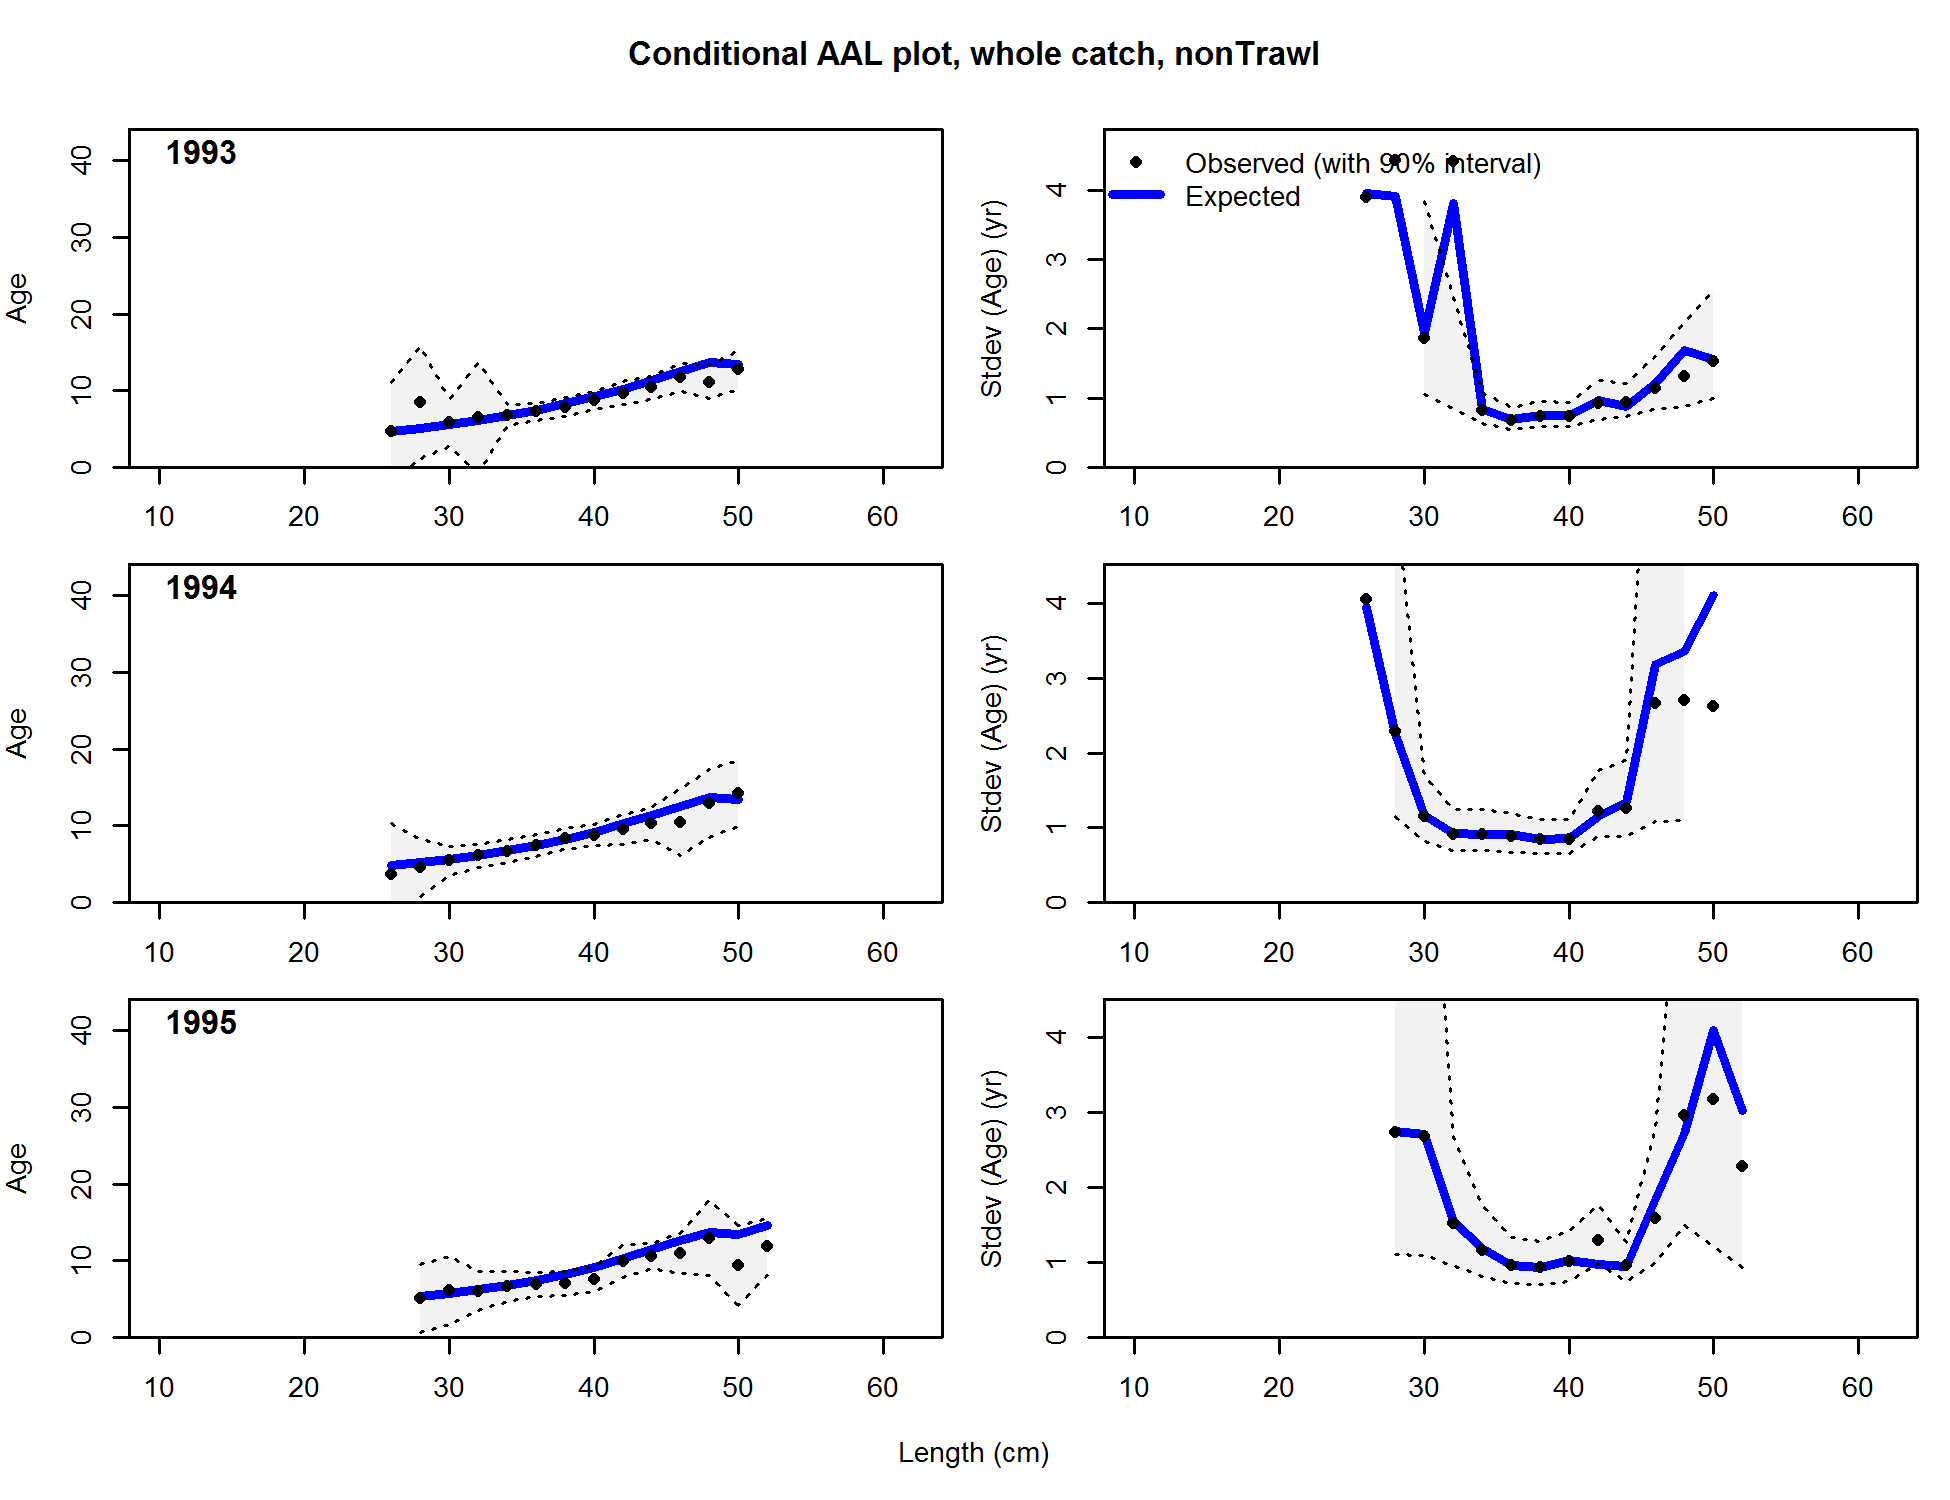 Conditional AAL plot, whole catch, nonTrawl
1993
Age
0 10 20 30 40
10 20 30 40 50 60
Observed (with 90% interval)
Expected
Stdev (Age) (yr)
0 1 2 3 4
10 20 30 40 50 60
1994
Age
0 10 20 30 40
10 20 30 40 50 60
Stdev (Age) (yr)
0 1 2 3 4
10 20 30 40 50 60
1995
Age
0 10 20 30 40
10 20 30 40 50 60
Stdev (Age) (yr)
0 1 2 3 4
10 20 30 40 50 60
Length (cm)